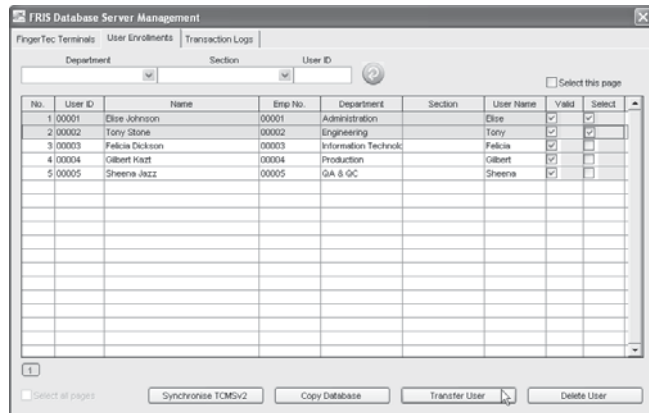 FRIS Database Server Management
FingerTec Terminals User Enrolments Transaction Logs
Department Section User ID
Select this page
No. User ID Name Emp No. Department Section User Name Valid Select
1 00001 Elise Johnson 00001 Administration Elise
2 00002 Tony Stone 00002 Engineering Tony
3 00003 Felicia Dickson 00003 Information Technolc Felicia
4 00004 Gilbert Kazt 00004 Production Gilbert
5 00005 Sheena Jazz 00005 QA & QC Sheena
1
Select all pages Synchronise TCMSv2 Copy Database Transfer User Delete User